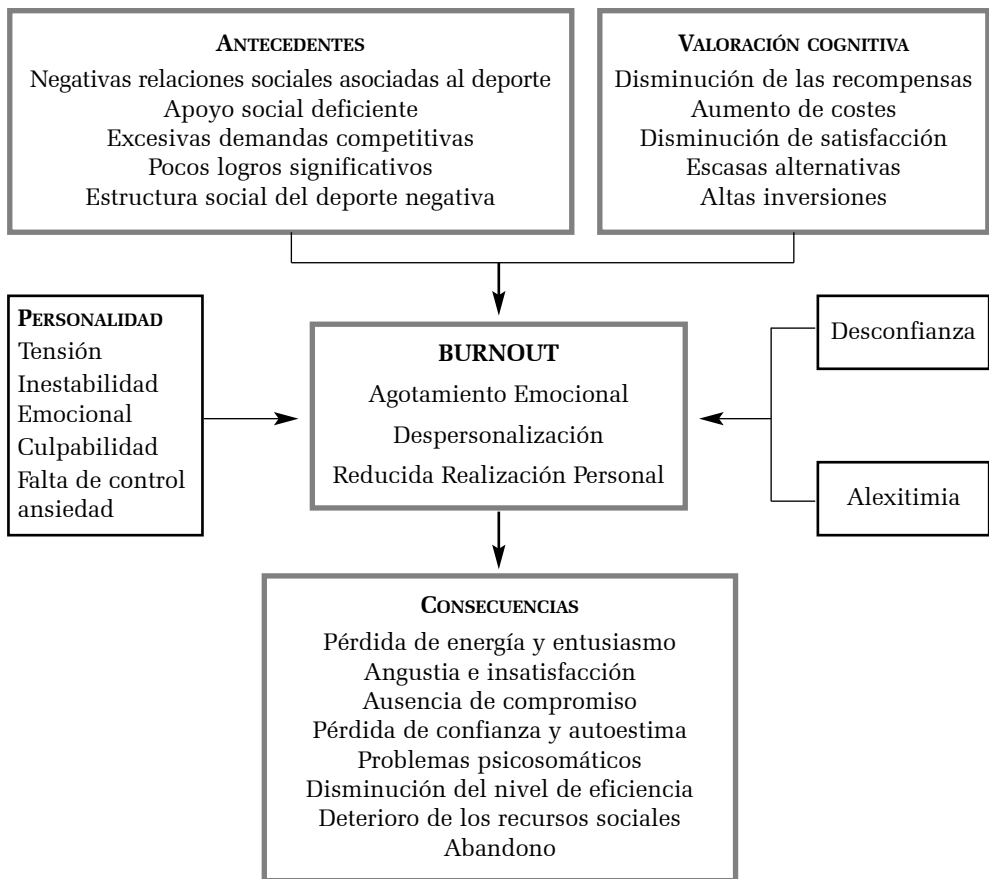 ANTECEDENTES
Negativas relaciones sociales asociadas al deporte
Apoyo social deficiente
Excesivas demandas competitivas
Pocos logros significativos
Estructura social del deporte negativa
VALORACIÓN COGNITIVA
Disminución de las recompensas
Aumento de costes
Disminución de satisfacción
Escasas alternativas
Altas inversiones
PERSONALIDAD
Tensión
Inestabilidad
Emocional
Culpabilidad
Falta de control
ansiedad
BURNOUT
Agotamiento Emocional
Despersonalización
Reducida Realización Personal
Desconfianza
Alexitimia
CONSECUENCIAS
Pérdida de energía y entusiasmo
Angustia e insatisfacción
Ausencia de compromiso
Pérdida de confianza y autoestima
Problemas psicosomáticos
Disminución del nivel de eficiencia
Deterioro de los recursos sociales
Abandono